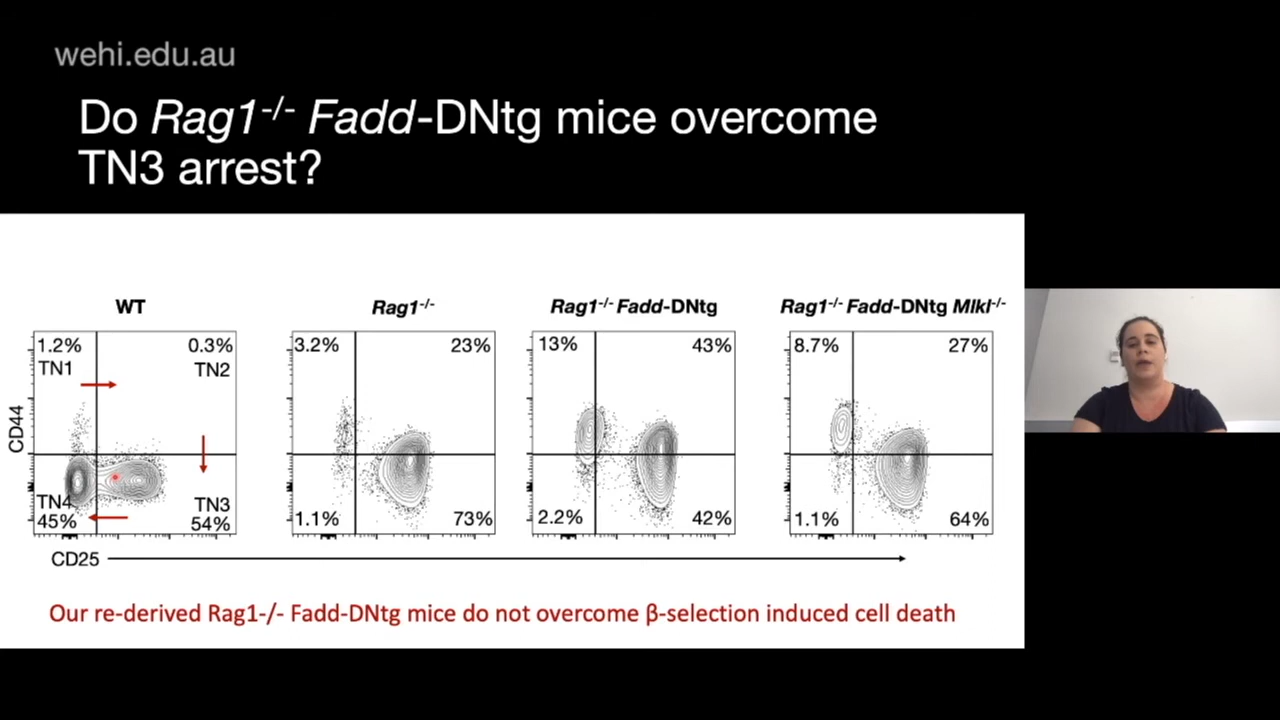 wehi.edu.au
Do Rag1-/- Fadd-DNtg mice overcome
TN3 arrest?
WT
Rag1-/-
Rag1-/- Fadd-DNtg
Rag1-/- Fadd-DNtg Mlkl-/-
1.2%
0.3%
TN1
TN2
3.2%
23%
13%
43%
8.7%
27%
CD44
TN4
45%
TN3
54%
1.1%
73%
2.2%
42%
1.1%
64%
CD25
Our re-derived Rag1-/- Fadd-DNtg mice do not overcome β-selection induced cell death